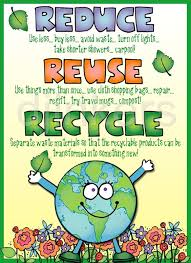 REDUCE
Use less... buy less... avoid waste... turn off lights...
take shorter showers... carpool!
REUSE
Use things more than once... use cloth shopping bags... repair...
regift... try travel mugs... compost!
RECYCLE
Separate waste materials so that the recyclable products can be
transformed into something new!